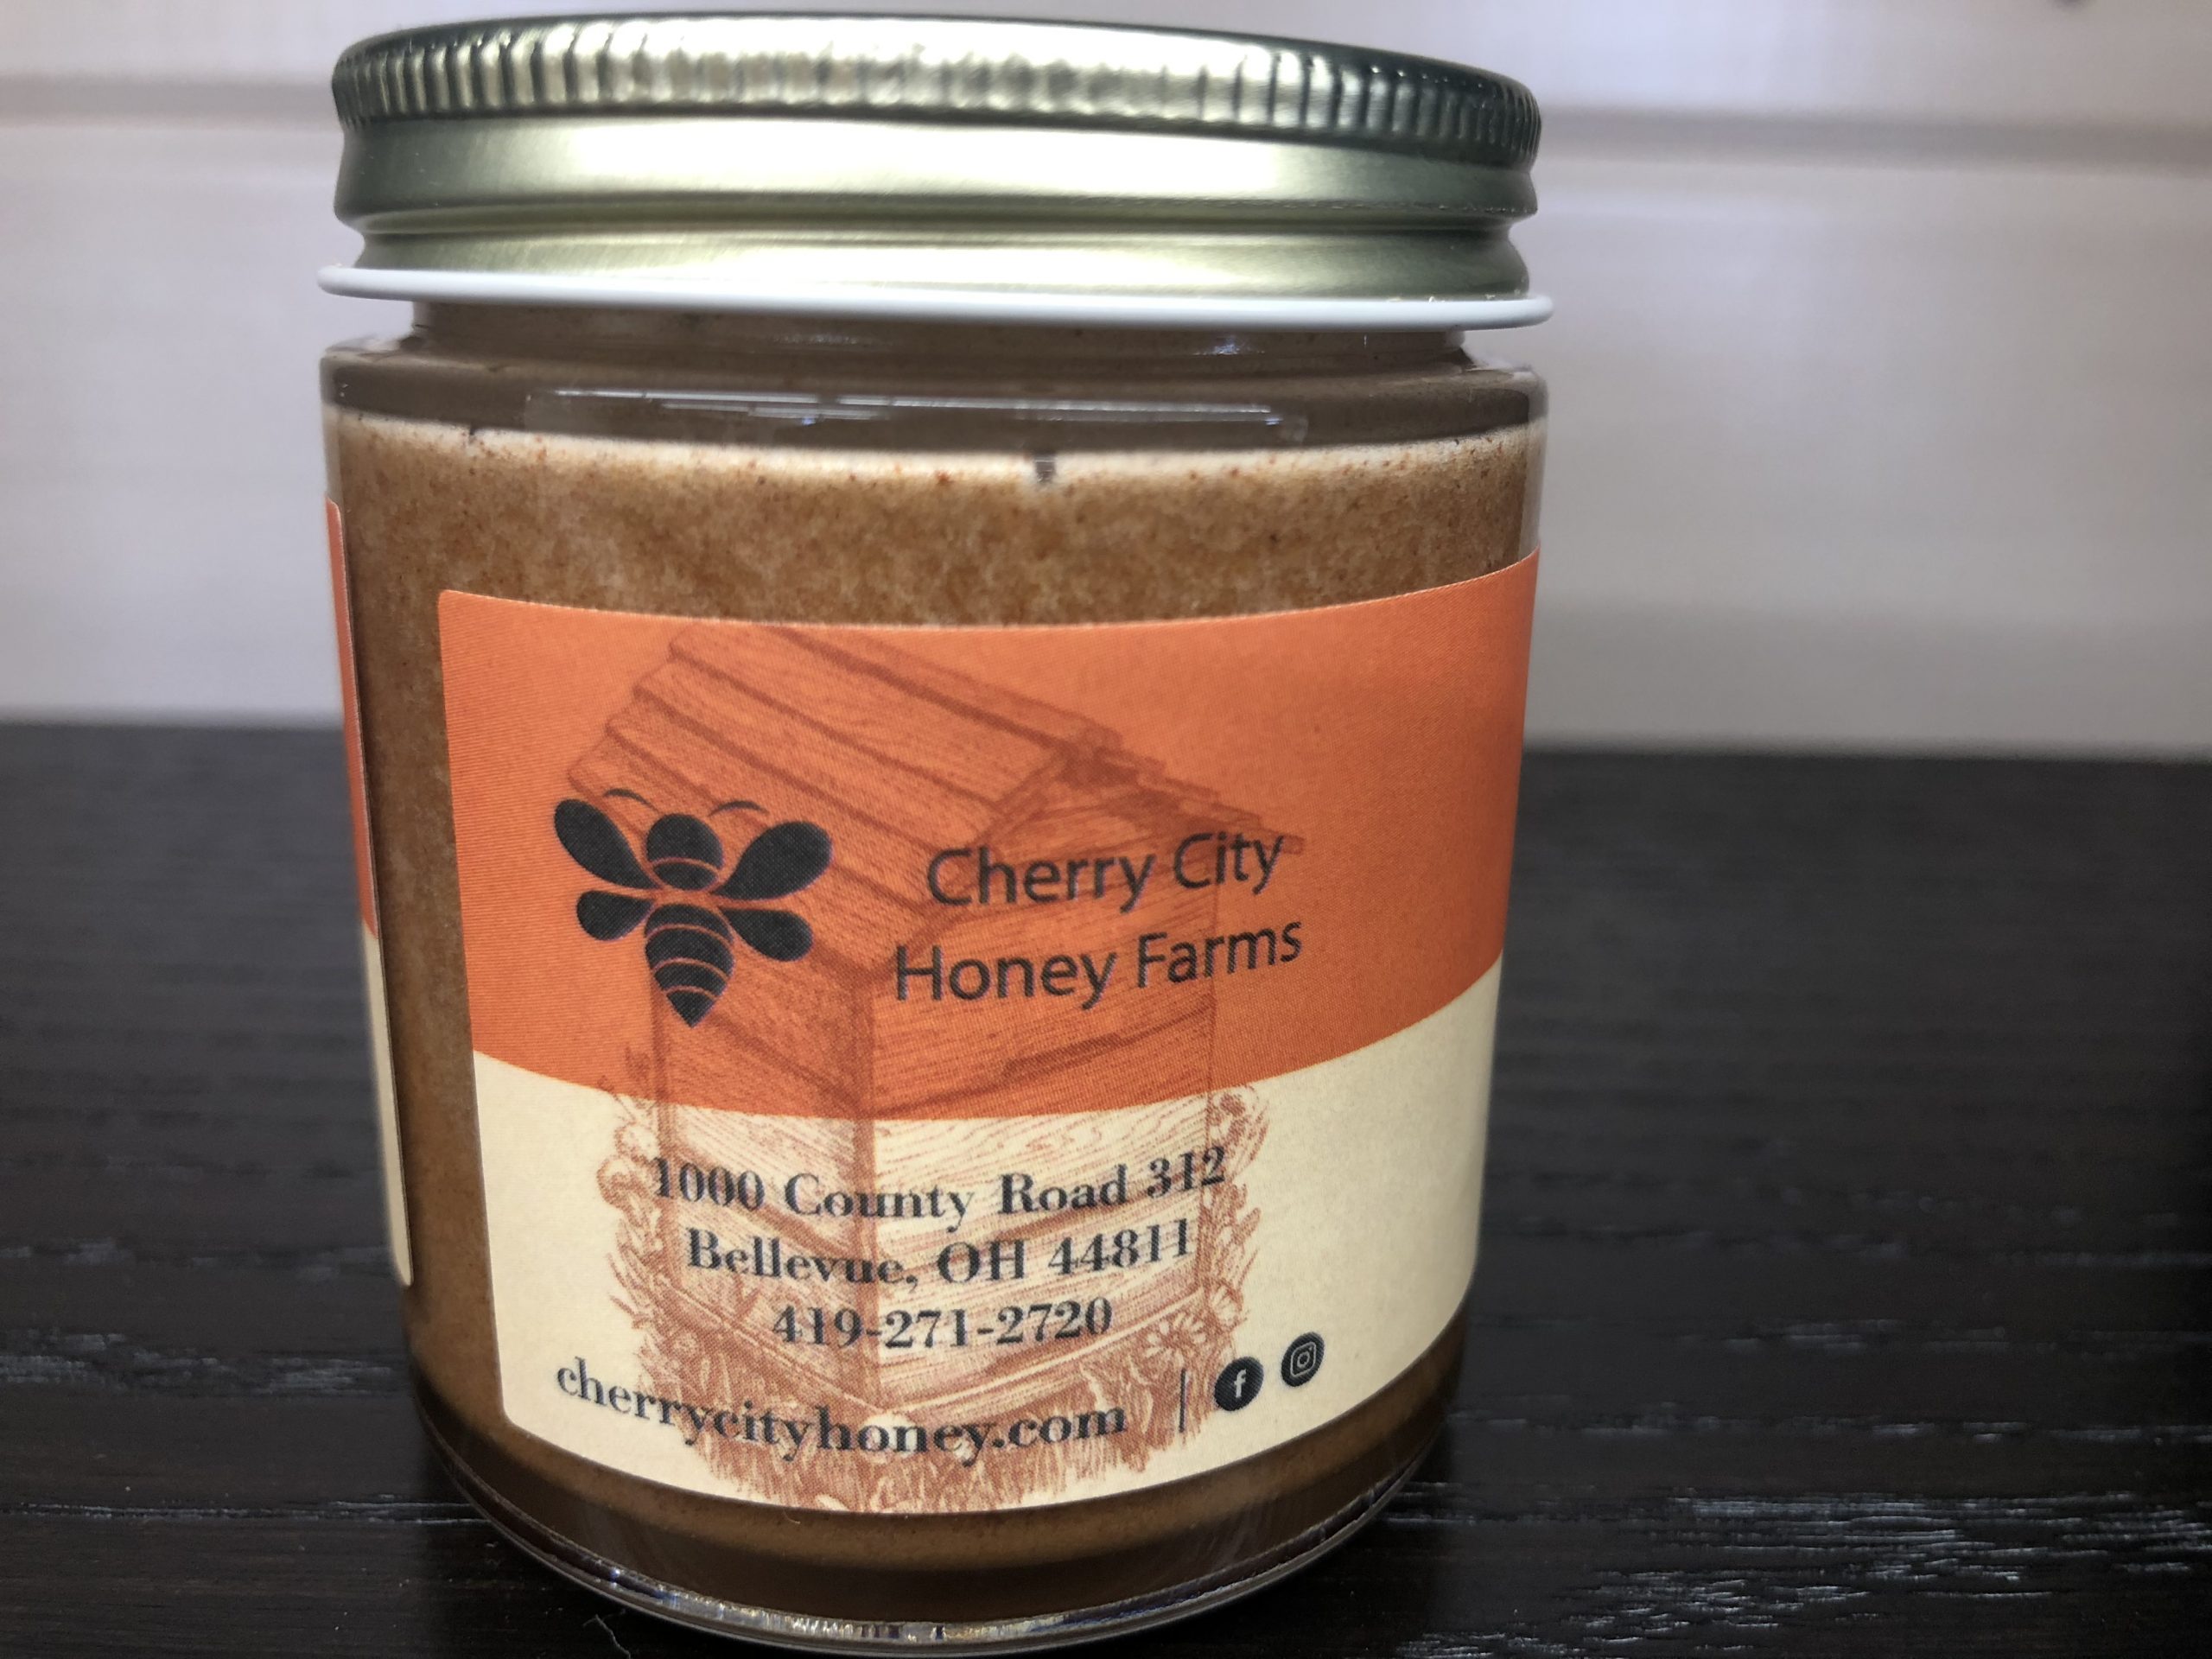 Cherry City
Honey Farms
1000 County Road 312
Bellevue, OH 44811
419-271-2720
cherrycityhoney.com | f